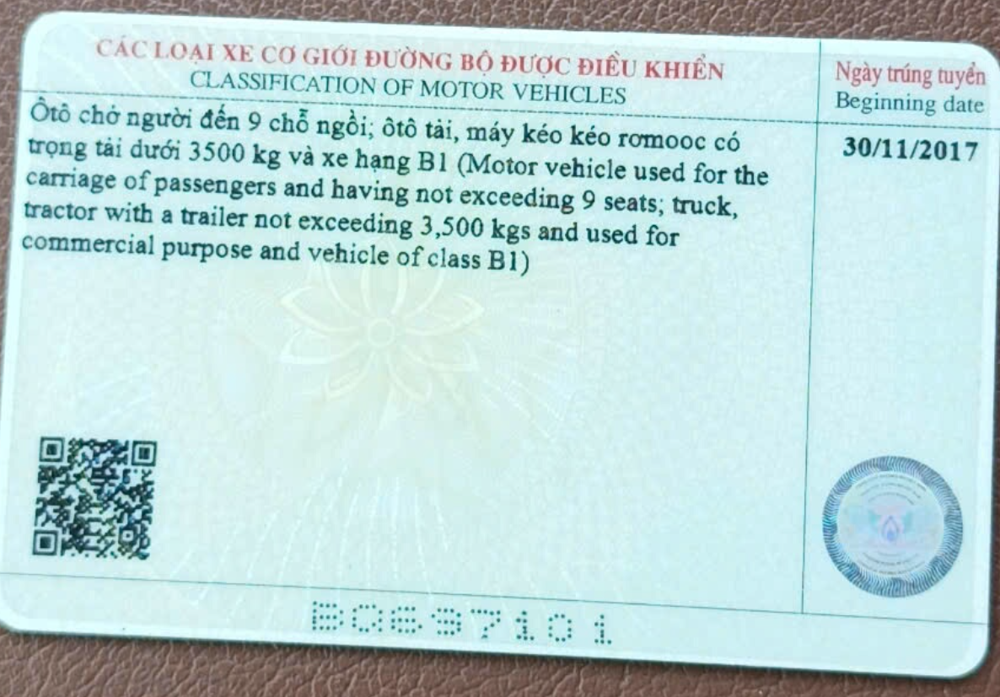 CÁC LOẠI XE CƠ GIỚI ĐƯỜNG BỘ ĐƯỢC ĐIỀU KHIỂN
CLASSIFICATION OF MOTOR VEHICLES
Ngày trúng tuyển
Beginning date
Ôtô chở người đến 9 chỗ ngồi; ôtô tải, máy kéo kéo rơmooc có
trọng tải dưới 3500 kg và xe hạng B1 (Motor vehicle used for the
carriage of passengers and having not exceeding 9 seats; truck,
tractor with a trailer not exceeding 3,500 kgs and used for
commercial purpose and vehicle of class B1)
30/11/2017
BC697101